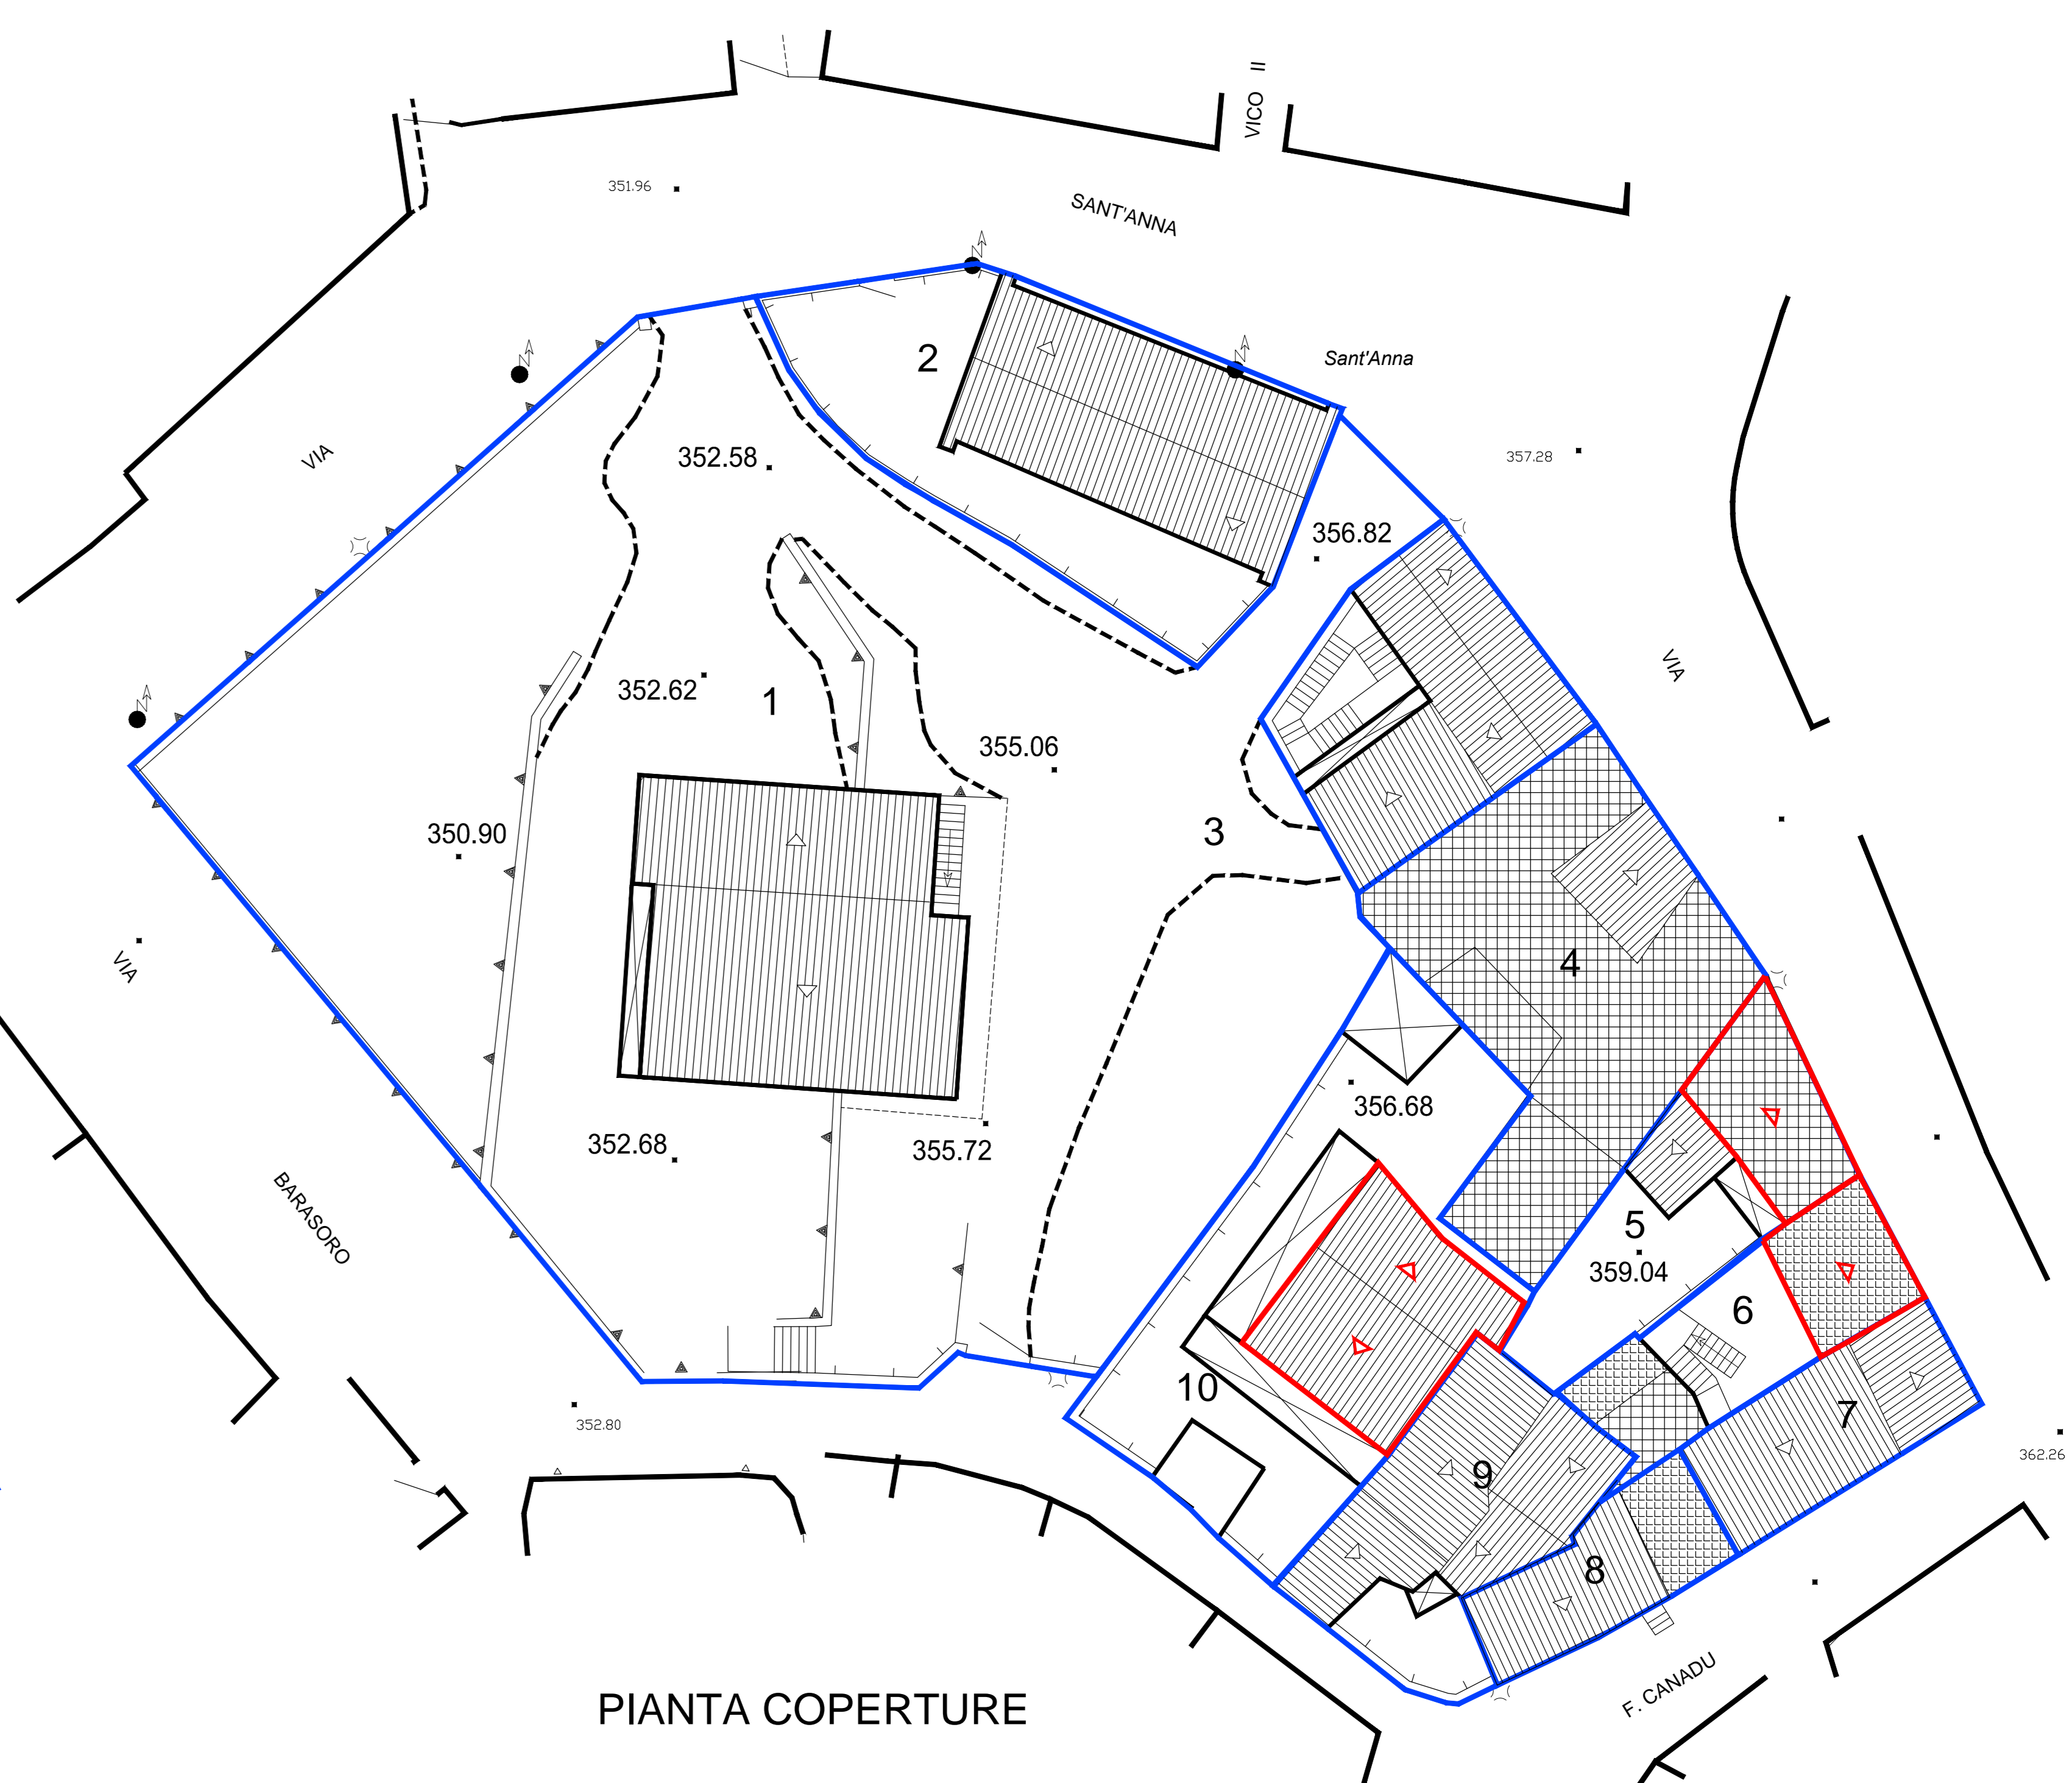 VICO II
351.96
SANT'ANNA
2
Sant'Anna
VIA
352.58
357.28
356.82
VIA
352.62
1
355.06
3
350.90
4
VIA
356.68
352.68
355.72
BARASORO
5
359.04
6
10
7
352.80
9
362.26
8
F. CANADU
PIANTA COPERTURE